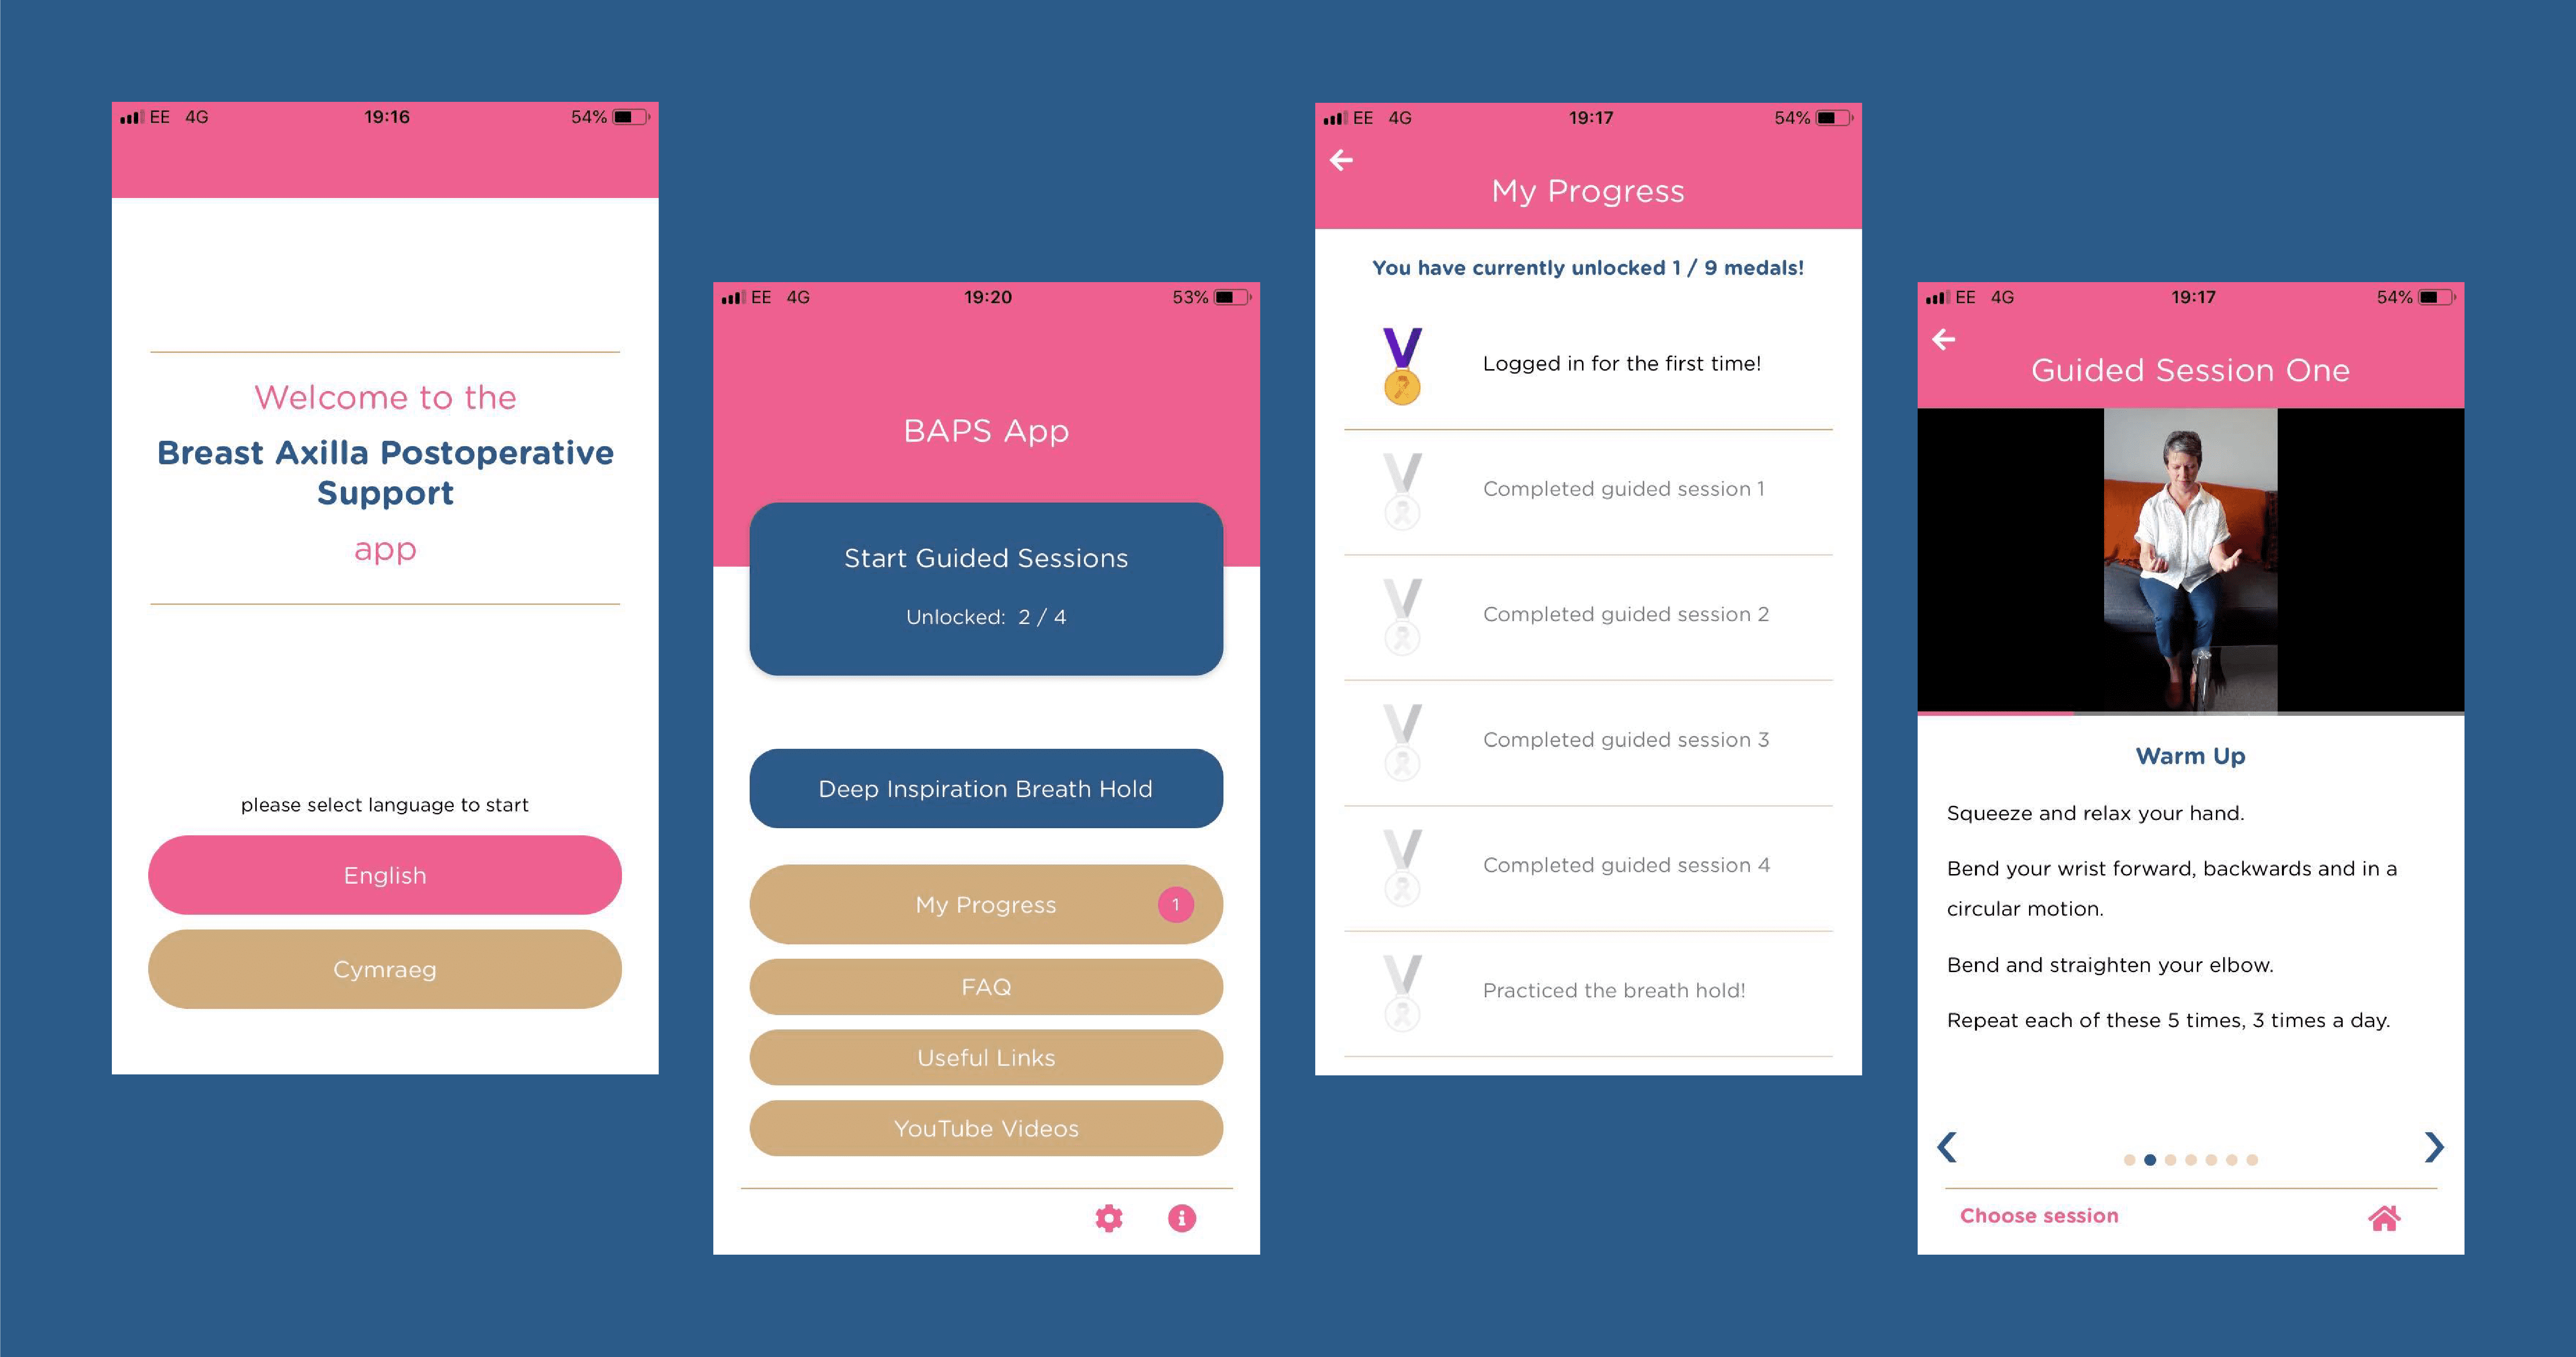 EE 4G 19:16 54%
Welcome to the
Breast Axilla Postoperative
Support
app
please select language to start
English
Cymraeg
EE 4G 19:20 53%
BAPS App
Start Guided Sessions
Unlocked: 2 / 4
Deep Inspiration Breath Hold
My Progress 1
FAQ
Useful Links
YouTube Videos
EE 4G 19:17 54%
My Progress
You have currently unlocked 1 / 9 medals!
Logged in for the first time!
Completed guided session 1
Completed guided session 2
Completed guided session 3
Completed guided session 4
Practiced the breath hold!
EE 4G 19:17 54%
Guided Session One
Warm Up
Squeeze and relax your hand.
Bend your wrist forward, backwards and in a
circular motion.
Bend and straighten your elbow.
Repeat each of these 5 times, 3 times a day.
Choose session